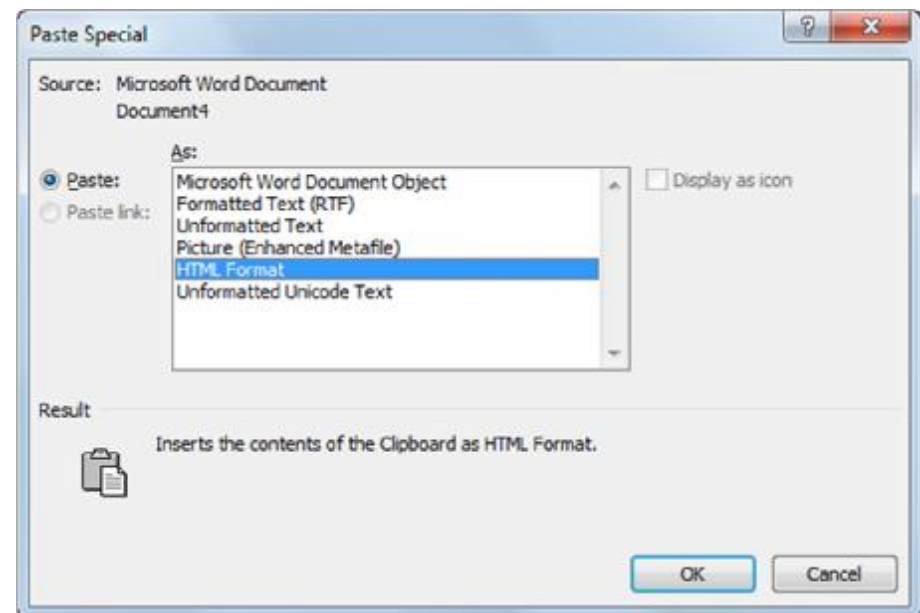 Paste Special
Source: Microsoft Word Document
Document4
As:
Paste:
Microsoft Word Document Object
Display as icon
Formatted Text (RTF)
Paste link:
Unformatted Text
Picture (Enhanced Metafile)
HTML Format
Unformatted Unicode Text
Result
Inserts the contents of the Clipboard as HTML Format.
OK
Cancel